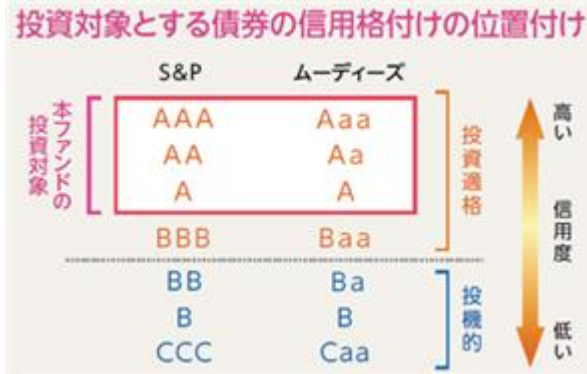 投資対象とする債券の信用格付けの位置付け
S&P ムーディーズ
本ファンドの
投資対象
AAA Aaa
AA Aa
A A
BBB Baa
投資適格
BB Ba
B B
CCC Caa
投機的
高い
信用度
低い